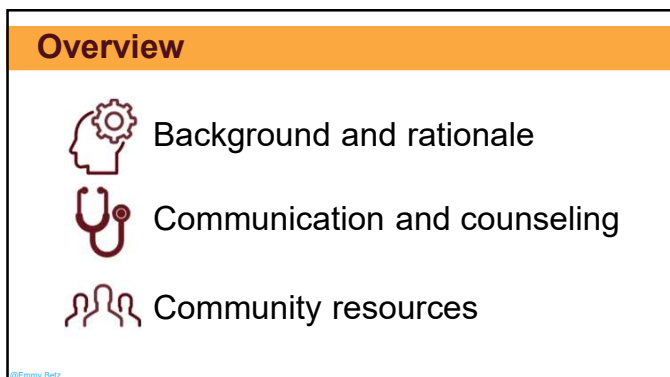 Overview
Background and rationale
Communication and counseling
Community resources
@Emmy Betz